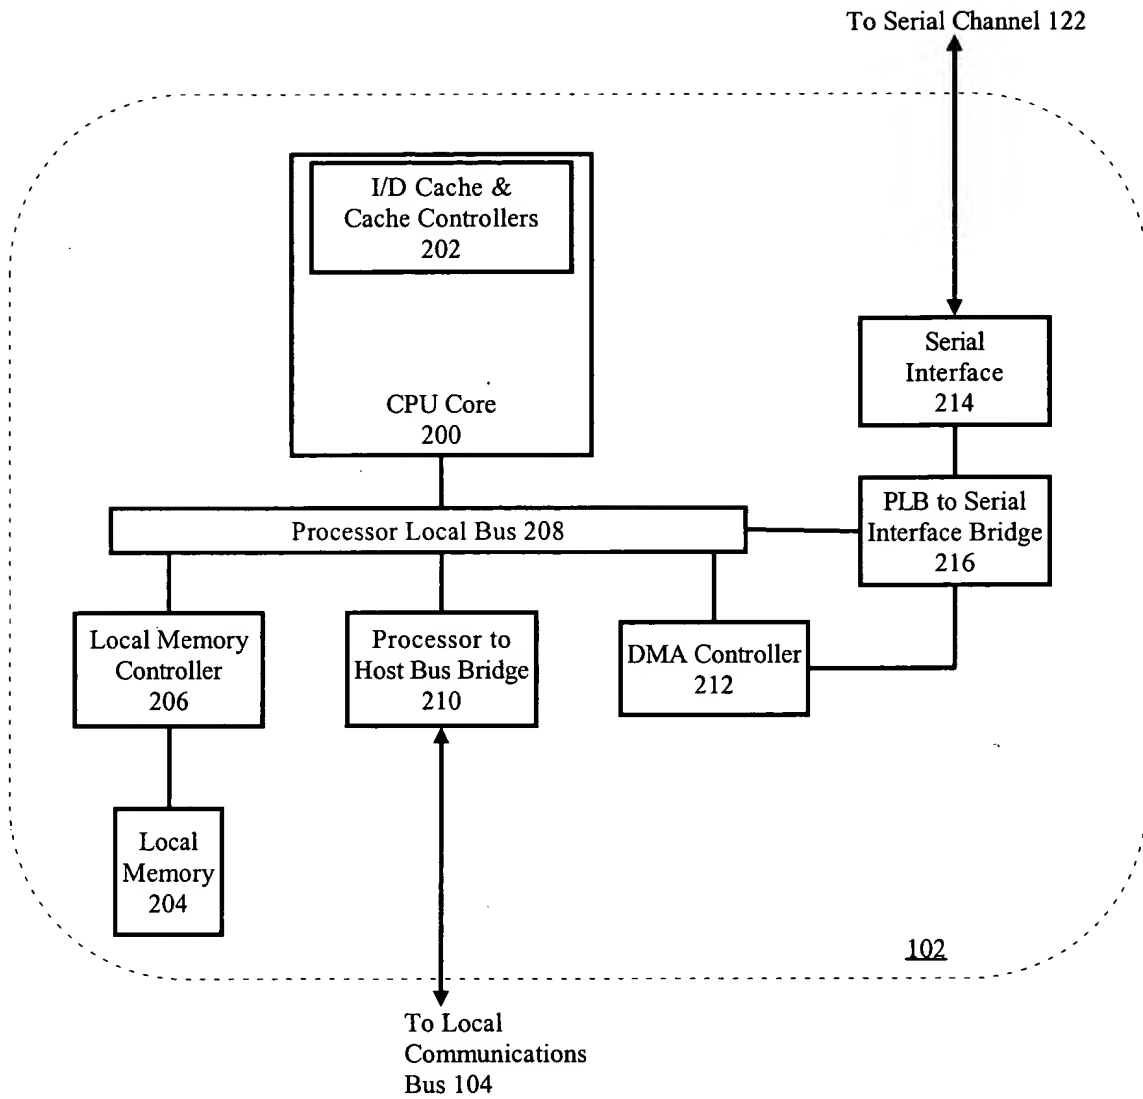 To Serial Channel 122
I/D Cache &
Cache Controllers
202
CPU Core
200
Serial
Interface
214
PLB to Serial
Interface Bridge
216
Processor Local Bus 208
Local Memory
Controller
206
Processor to
Host Bus Bridge
210
DMA Controller
212
Local
Memory
204
102
To Local
Communications
Bus 104